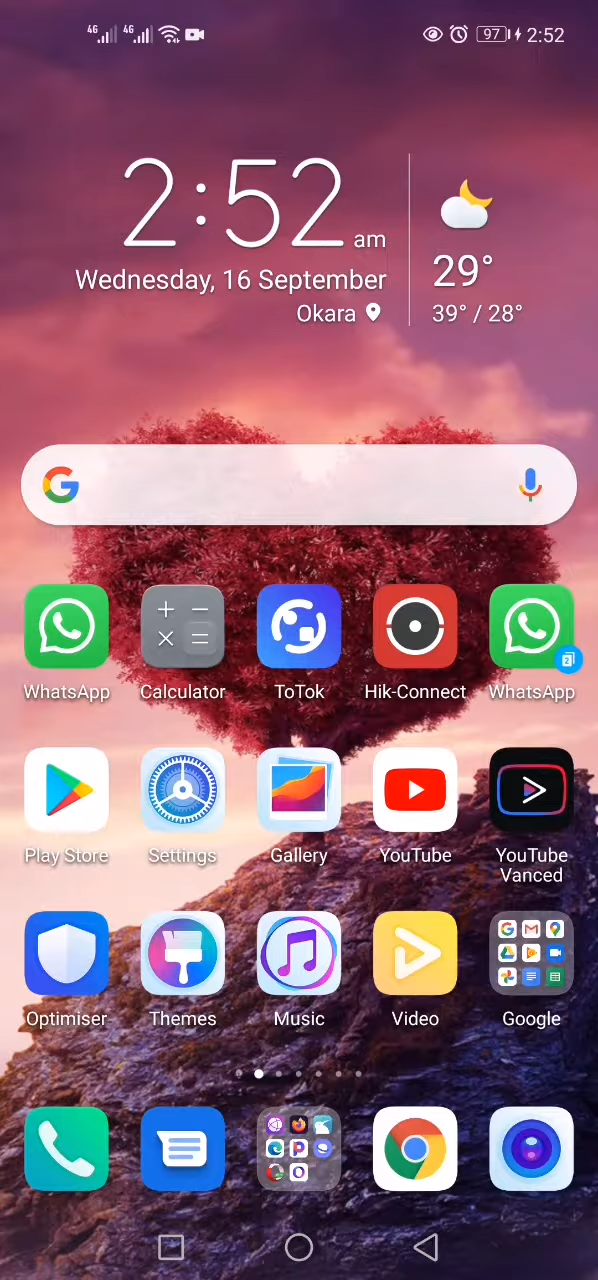 4G 4G 97 2:52
2:52 am
Wednesday, 16 September
Okara
29°
39° / 28°
WhatsApp Calculator ToTok Hik-Connect WhatsApp
2
Play Store Settings Gallery YouTube YouTube Vanced
Optimiser Themes Music Video Google